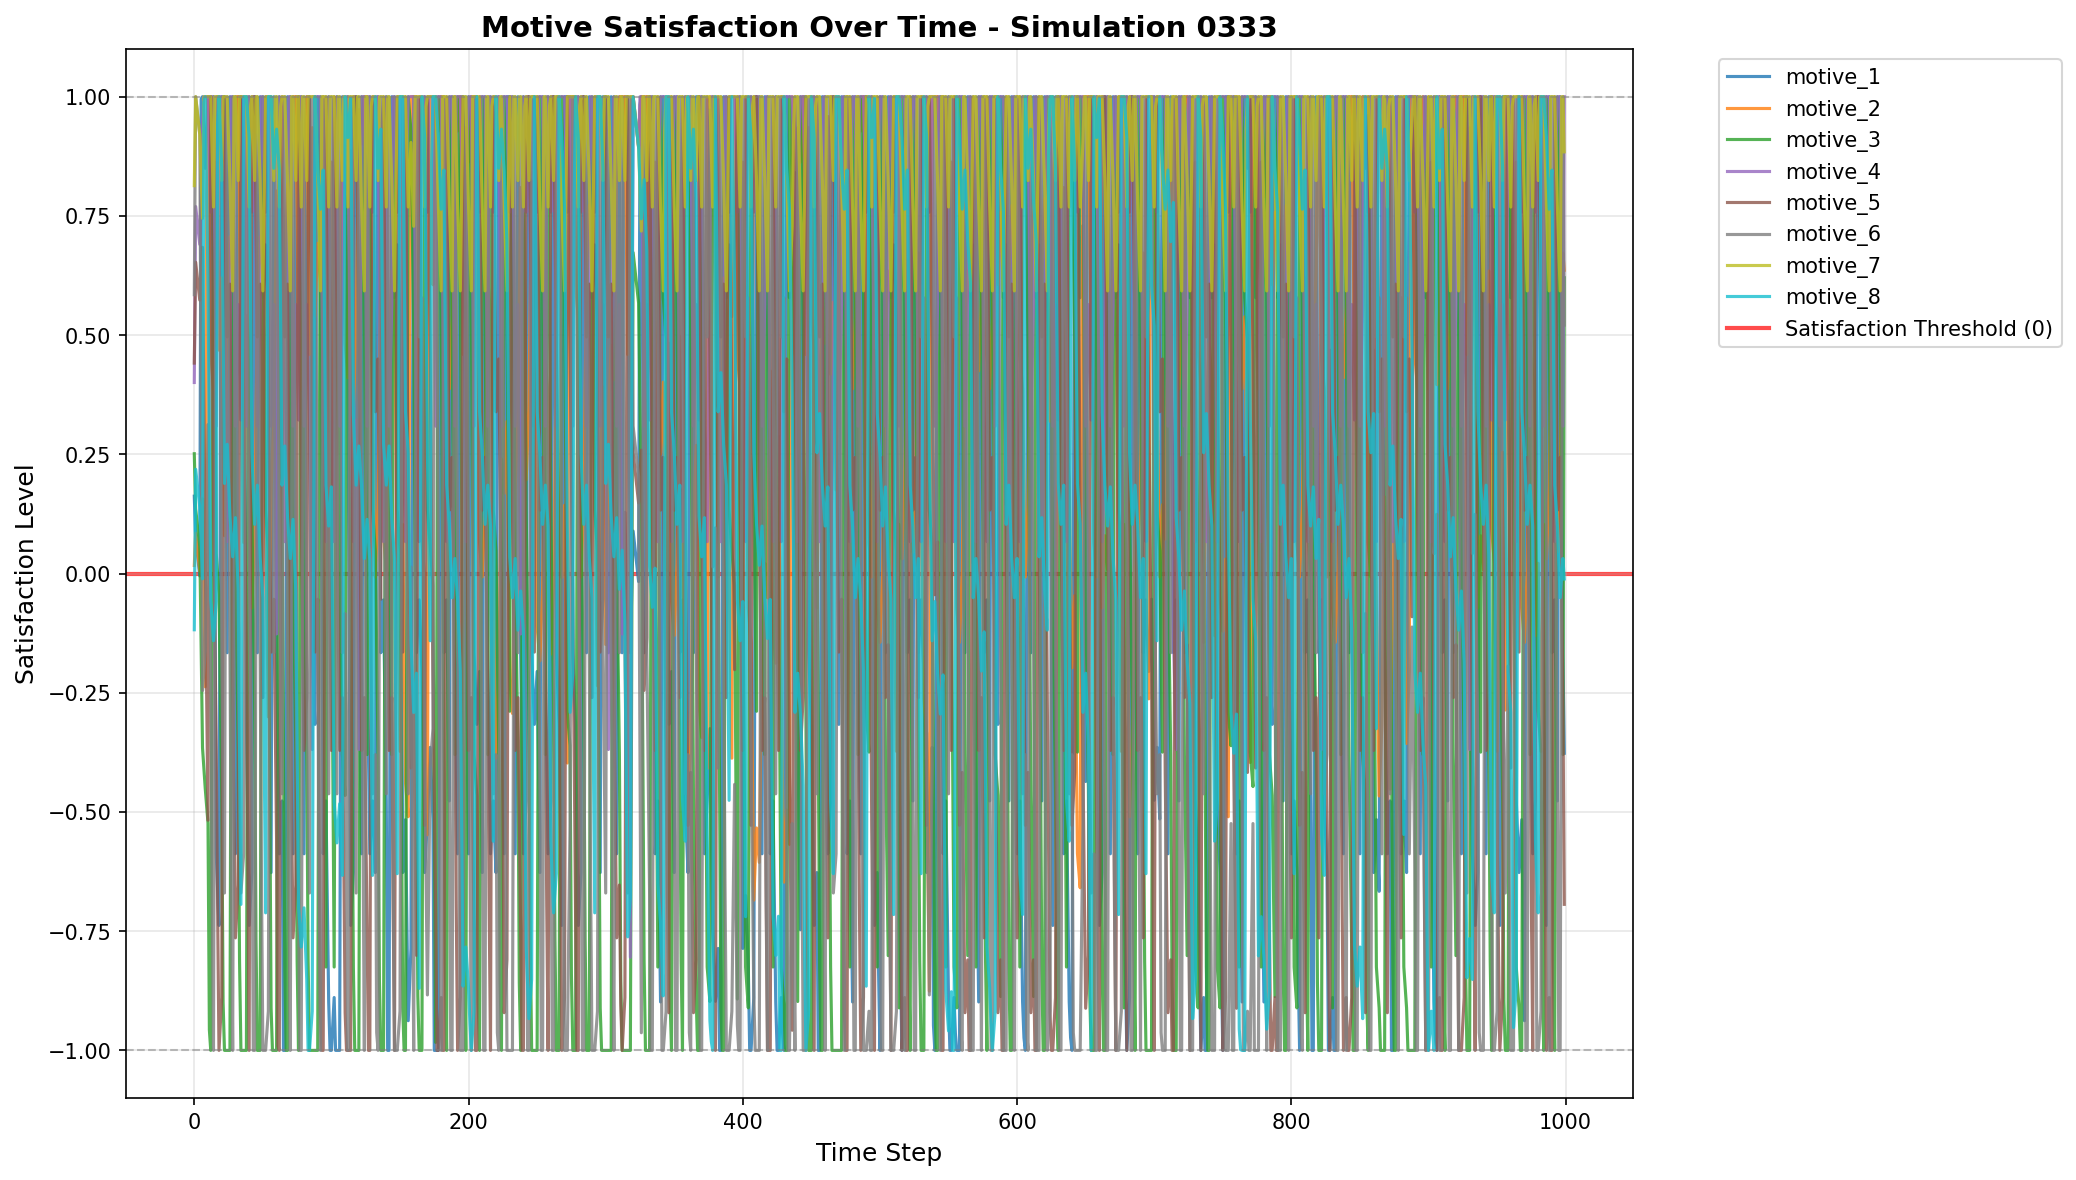 Motive Satisfaction Over Time - Simulation 0333
1.00
0.75
0.50
0.25
0.00
−0.25
−0.50
−0.75
−1.00
Satisfaction Level
0
200
400
600
800
1000
Time Step
motive_1
motive_2
motive_3
motive_4
motive_5
motive_6
motive_7
motive_8
Satisfaction Threshold (0)